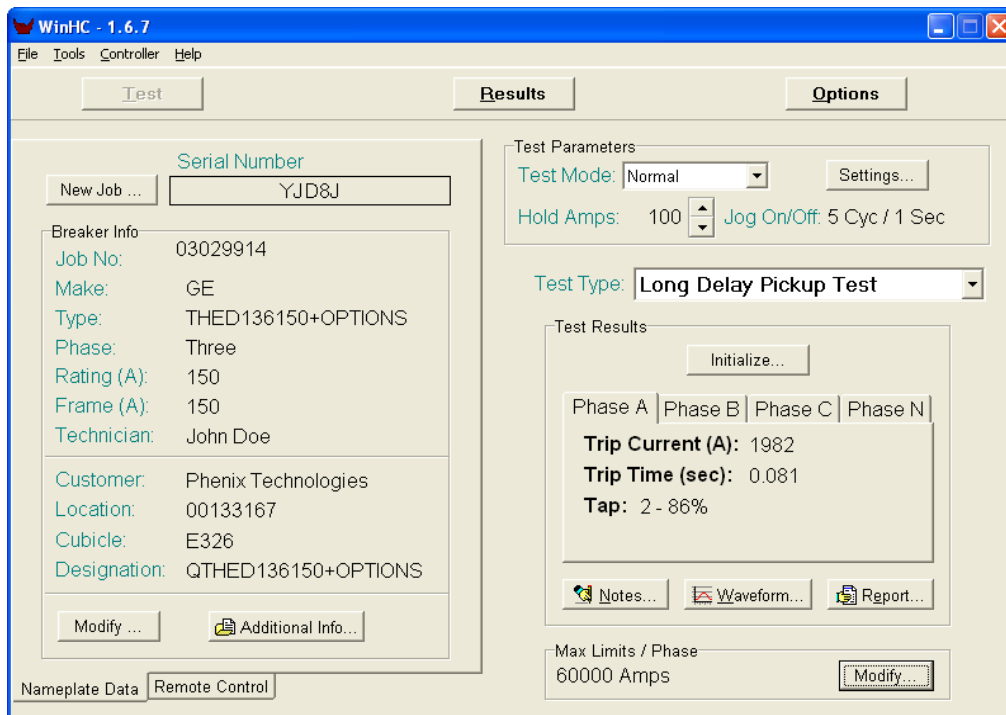 WinHC - 1.6.7
File Tools Controller Help
Test Results Options
Serial Number
New Job ... YJD8J
Breaker Info
Job No: 03029914
Make: GE
Type: THED136150+OPTIONS
Phase: Three
Rating (A): 150
Frame (A): 150
Technician: John Doe
Customer: Phenix Technologies
Location: 00133167
Cubicle: E326
Designation: QTHED136150+OPTIONS
Modify ... Additional Info...
Nameplate Data Remote Control
Test Parameters
Test Mode: Normal Settings...
Hold Amps: 100 Jog On/Off: 5 Cyc / 1 Sec
Test Type: Long Delay Pickup Test
Test Results
Initialize...
Phase A Phase B Phase C Phase N
Trip Current (A): 1982
Trip Time (sec): 0.081
Tap: 2 - 86%
Notes... Waveform... Report...
Max Limits / Phase
60000 Amps Modify...